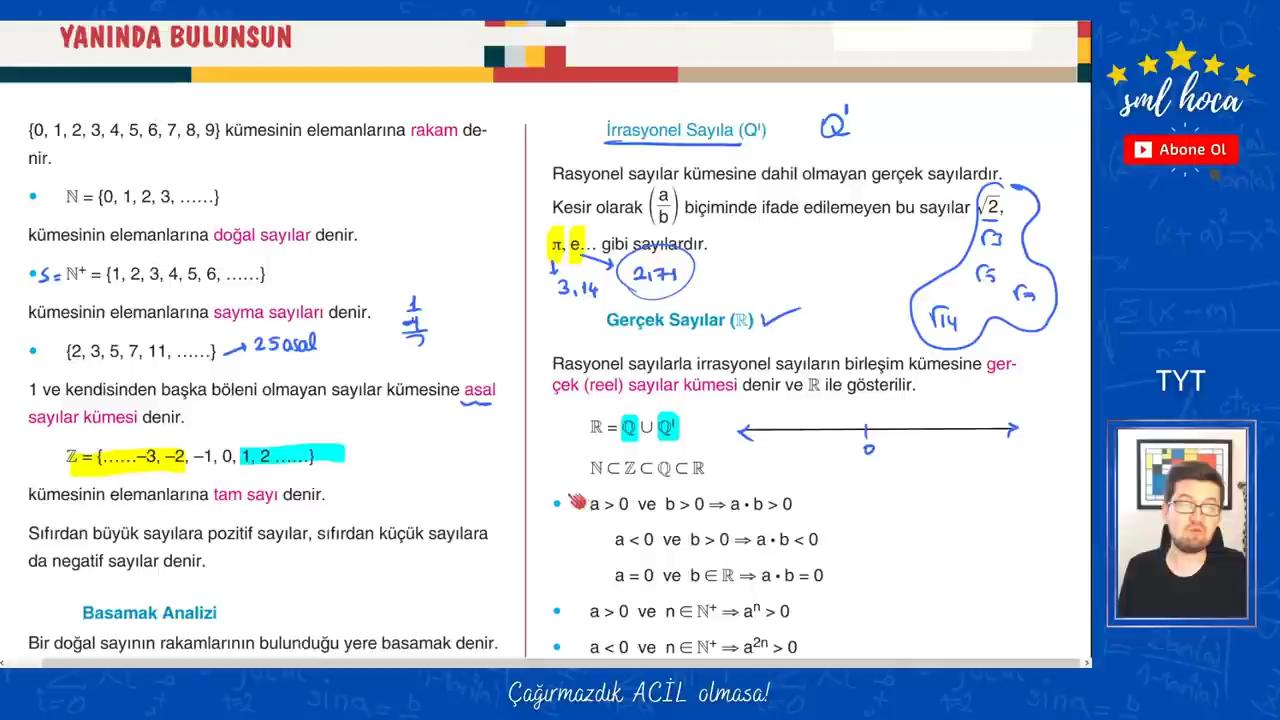 YANINDA BULUNSUN
{0, 1, 2, 3, 4, 5, 6, 7, 8, 9} kümesinin elemanlarına rakam de-
nir.
• ℕ = {0, 1, 2, 3, ......}
kümesinin elemanlarına doğal sayılar denir.
• S = ℕ⁺ = {1, 2, 3, 4, 5, 6, ......}
kümesinin elemanlarına sayma sayıları denir.
• {2, 3, 5, 7, 11, ......} → 25 asal
1 ve kendisinden başka böleni olmayan sayılar kümesine asal
sayılar kümesi denir.
ℤ = {......–3, –2, –1, 0, 1, 2 ......}
kümesinin elemanlarına tam sayı denir.
Sıfırdan büyük sayılara pozitif sayılar, sıfırdan küçük sayılara
da negatif sayılar denir.
Basamak Analizi
Bir doğal sayının rakamlarının bulunduğu yere basamak denir.
İrrasyonel Sayıla (Q')
Q'
Rasyonel sayılar kümesine dahil olmayan gerçek sayılardır.
Kesir olarak (a/b) biçiminde ifade edilemeyen bu sayılar √2,
π, e... gibi sayılardır.
3,14
2,71
√3
√5
√14
Gerçek Sayılar (ℝ)
Rasyonel sayılarla irrasyonel sayıların birleşim kümesine ger-
çek (reel) sayılar kümesi denir ve ℝ ile gösterilir.
ℝ = ℚ ∪ ℚ'
0
ℕ ⊂ ℤ ⊂ ℚ ⊂ ℝ
• a > 0 ve b > 0 ⇒ a • b > 0
a < 0 ve b > 0 ⇒ a • b < 0
a = 0 ve b ∈ ℝ ⇒ a • b = 0
• a > 0 ve n ∈ ℕ⁺ ⇒ aⁿ > 0
• a < 0 ve n ∈ ℕ⁺ ⇒ a²ⁿ > 0
sml hoca
Abone Ol
TYT
Çağırmazdık ACİL olmasa!